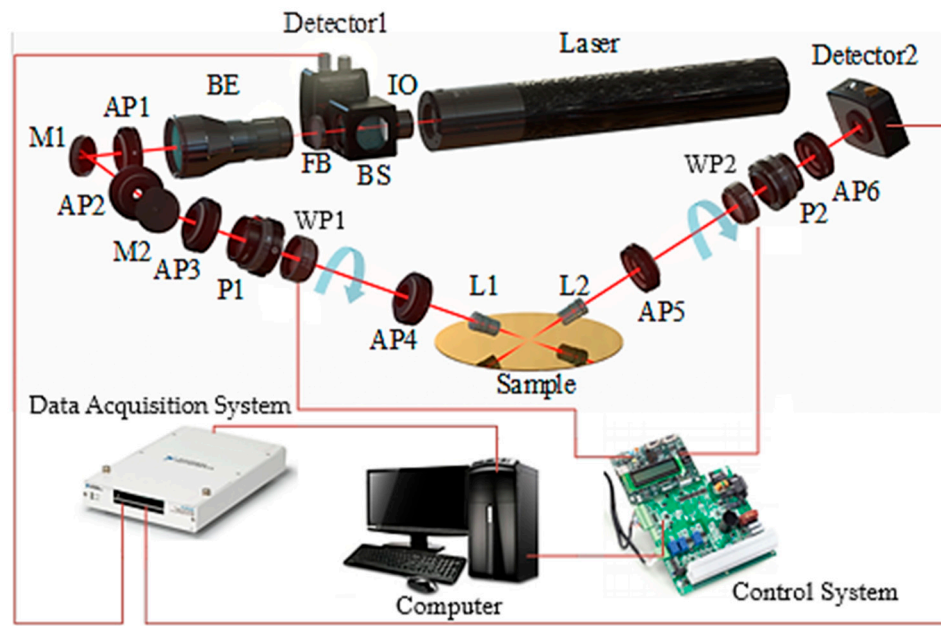 Detector1
Laser
Detector2
BE
IO
AP1
M1
FB
BS
WP2
AP6
P2
AP2
WP1
M2
AP3
P1
L1
L2
AP5
AP4
Sample
Data Acquisition System
Computer
Control System